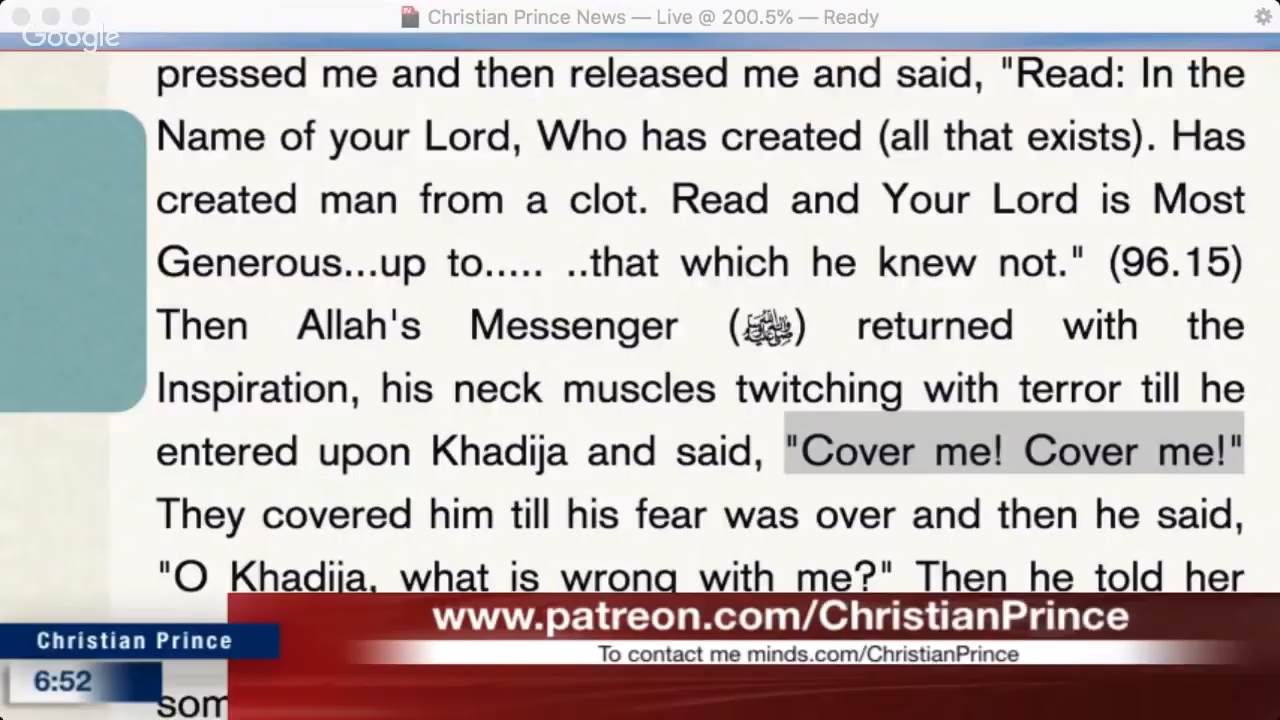 Christian Prince News — Live @ 200.5% — Ready
Google
pressed me and then released me and said, "Read: In the
Name of your Lord, Who has created (all that exists). Has
created man from a clot. Read and Your Lord is Most
Generous...up to..... ..that which he knew not." (96.15)
Then Allah's Messenger (ﷺ) returned with the
Inspiration, his neck muscles twitching with terror till he
entered upon Khadija and said, "Cover me! Cover me!"
They covered him till his fear was over and then he said,
"O Khadija, what is wrong with me?" Then he told her
www.patreon.com/ChristianPrince
Christian Prince
To contact me minds.com/ChristianPrince
6:52
som